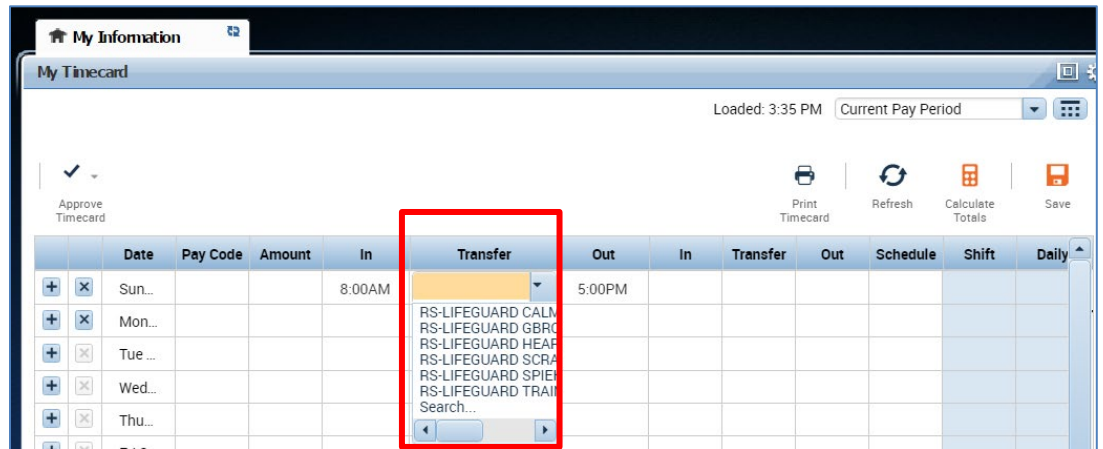 My Information
My Timecard
Loaded: 3:35 PM Current Pay Period
Approve Timecard
Print Timecard
Refresh
Calculate Totals
Save
Date Pay Code Amount In Transfer Out In Transfer Out Schedule Shift Daily
Sun... 8:00AM 5:00PM
RS-LIFEGUARD CALM
RS-LIFEGUARD GBRO
Mon...
RS-LIFEGUARD HEAR
RS-LIFEGUARD SCRA
Tue ...
RS-LIFEGUARD SPIE
RS-LIFEGUARD TRAI
Wed...
Search...
Thu...